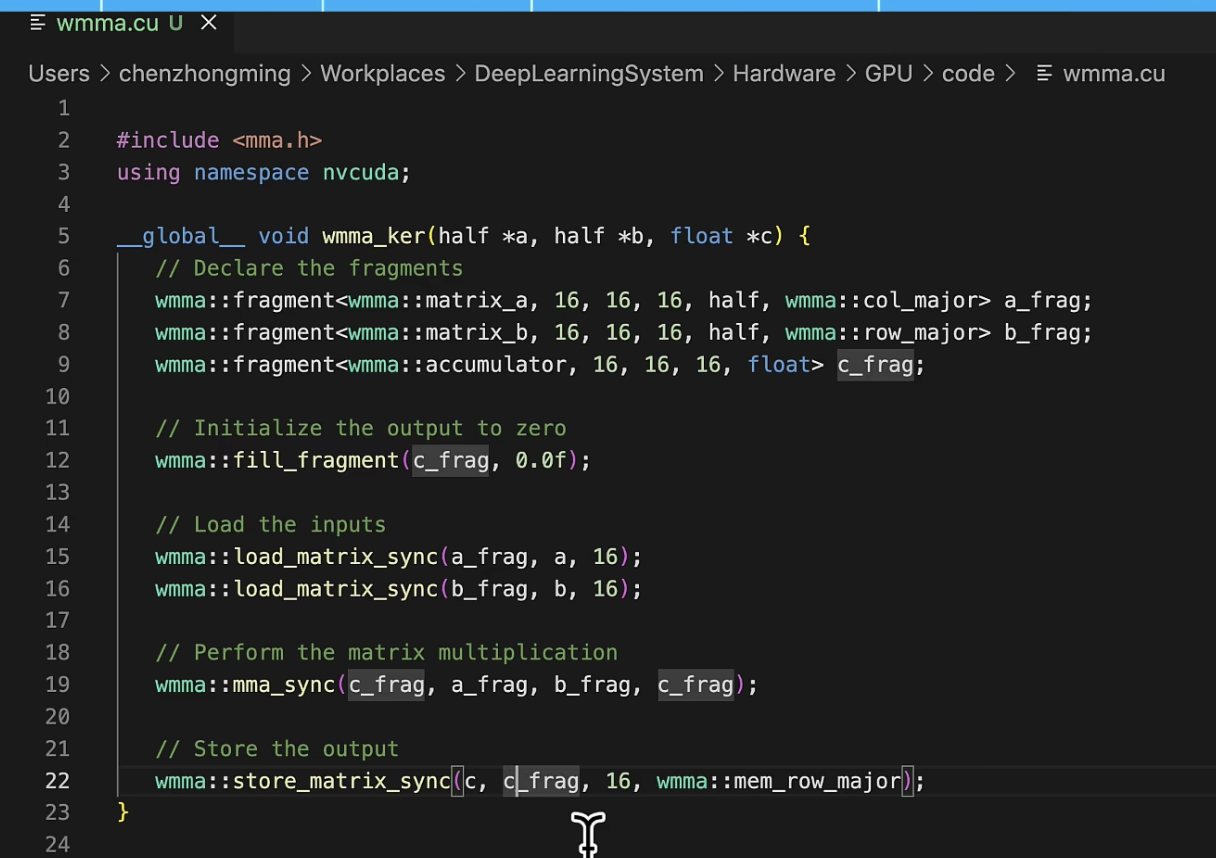 wmma.cu U ×
Users > chenzhongming > Workplaces > DeepLearningSystem > Hardware > GPU > code > wmma.cu
1
2 #include <mma.h>
3 using namespace nvcuda;
4
5 __global__ void wmma_ker(half *a, half *b, float *c) {
6 // Declare the fragments
7 wmma::fragment<wmma::matrix_a, 16, 16, 16, half, wmma::col_major> a_frag;
8 wmma::fragment<wmma::matrix_b, 16, 16, 16, half, wmma::row_major> b_frag;
9 wmma::fragment<wmma::accumulator, 16, 16, 16, float> c_frag;
10
11 // Initialize the output to zero
12 wmma::fill_fragment(c_frag, 0.0f);
13
14 // Load the inputs
15 wmma::load_matrix_sync(a_frag, a, 16);
16 wmma::load_matrix_sync(b_frag, b, 16);
17
18 // Perform the matrix multiplication
19 wmma::mma_sync(c_frag, a_frag, b_frag, c_frag);
20
21 // Store the output
22 wmma::store_matrix_sync(c, c_frag, 16, wmma::mem_row_major);
23 }
24